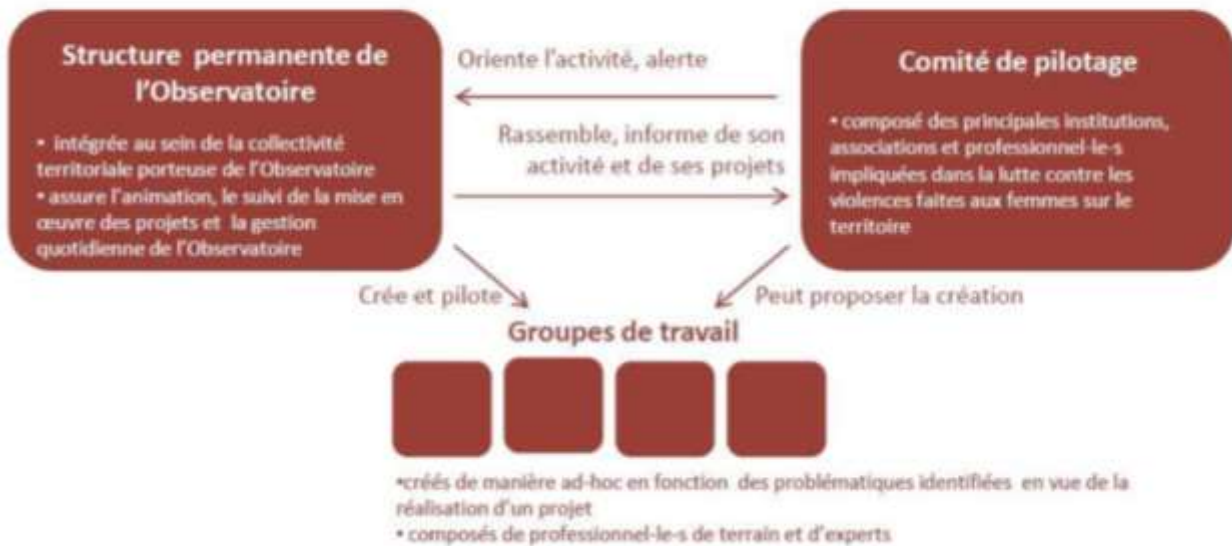 Structure permanente de
l'Observatoire
• intégrée au sein de la collectivité
territoriale porteuse de l'Observatoire
• assure l'animation, le suivi de la mise en
œuvre des projets et la gestion
quotidienne de l'Observatoire
Oriente l'activité, alerte
Rassemble, informe de son
activité et de ses projets
Comité de pilotage
• composé des principales institutions,
associations et professionnel-le-s
impliquées dans la lutte contre les
violences faites aux femmes sur le
territoire
Crée et pilote
Peut proposer la création
Groupes de travail
•créés de manière ad-hoc en fonction des problématiques identifiées en vue de la
réalisation d'un projet
• composés de professionnel-le-s de terrain et d'experts